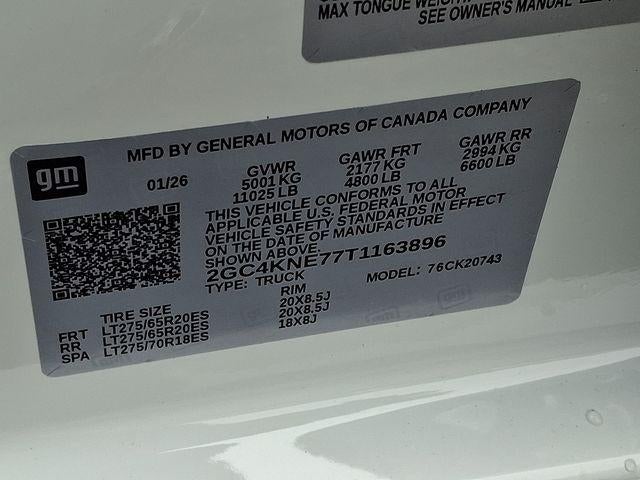 MAX TONGUE WEIGHT
SEE OWNER'S MANUAL
gm
MFD BY GENERAL MOTORS OF CANADA COMPANY
01/26
GVWR GAWR FRT GAWR RR
5001 KG 2177 KG 2994 KG
11025 LB 4800 LB 6600 LB
THIS VEHICLE CONFORMS TO ALL
APPLICABLE U.S. FEDERAL MOTOR
VEHICLE SAFETY STANDARDS IN EFFECT
ON THE DATE OF MANUFACTURE
SHOWN ABOVE.
2GC4KNE77T1163896
TYPE: TRUCK MODEL: 76CK20743
TIRE SIZE RIM
FRT LT275/65R20ES 20X8.5J
RR LT275/65R20ES 20X8.5J
SPA LT275/70R18ES 18X8J